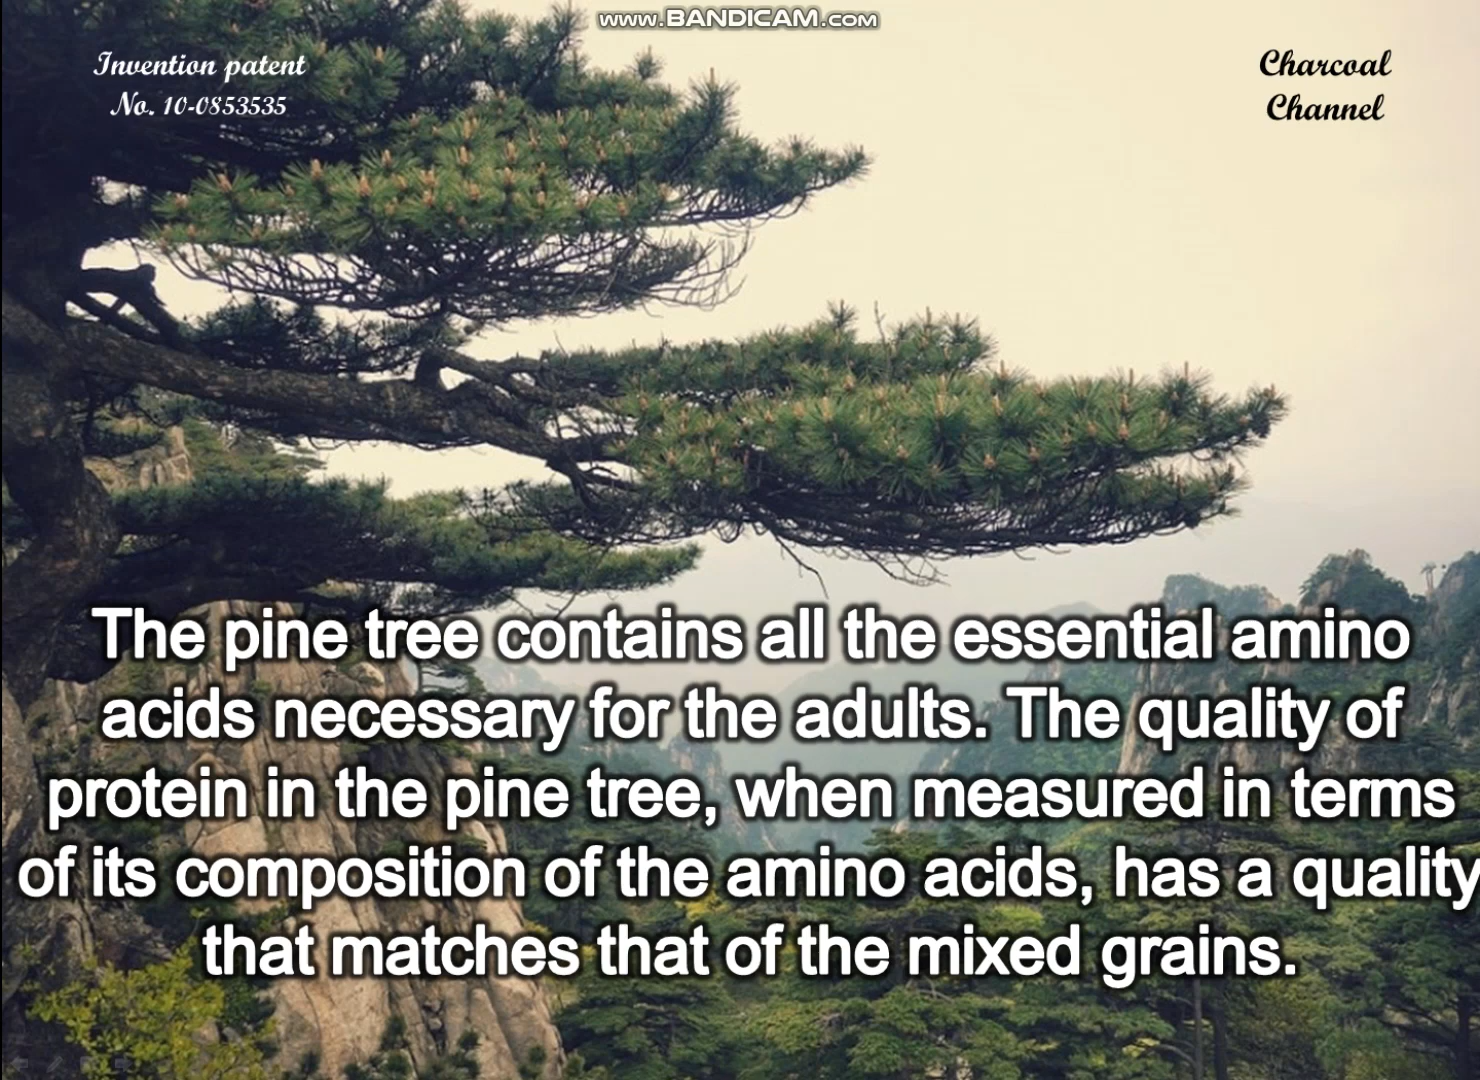 www.BANDICAM.com
Invention patent
No. 10-0853535
Charcoal
Channel
The pine tree contains all the essential amino
acids necessary for the adults. The quality of
protein in the pine tree, when measured in terms
of its composition of the amino acids, has a quality
that matches that of the mixed grains.